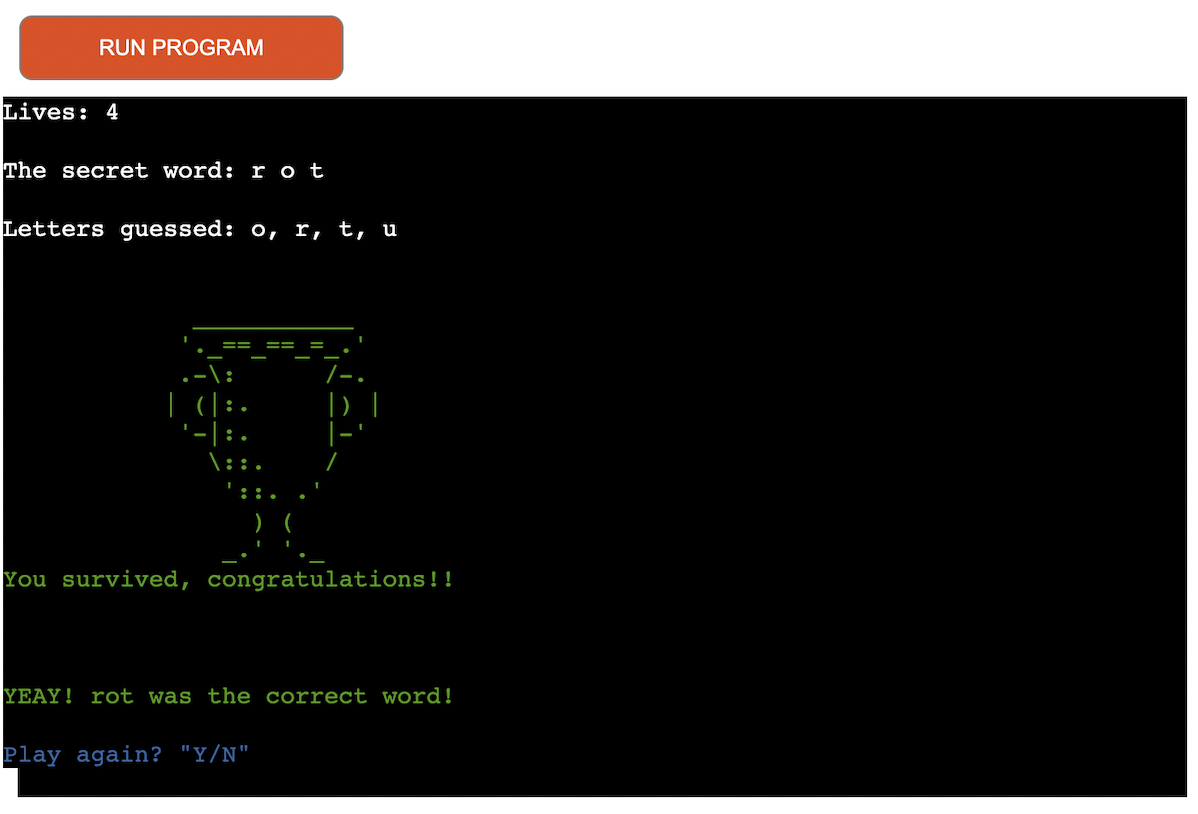 RUN PROGRAM
Lives: 4
The secret word: r o t
Letters guessed: o, r, t, u
You survived, congratulations!!
YEAY! rot was the correct word!
Play again? "Y/N"